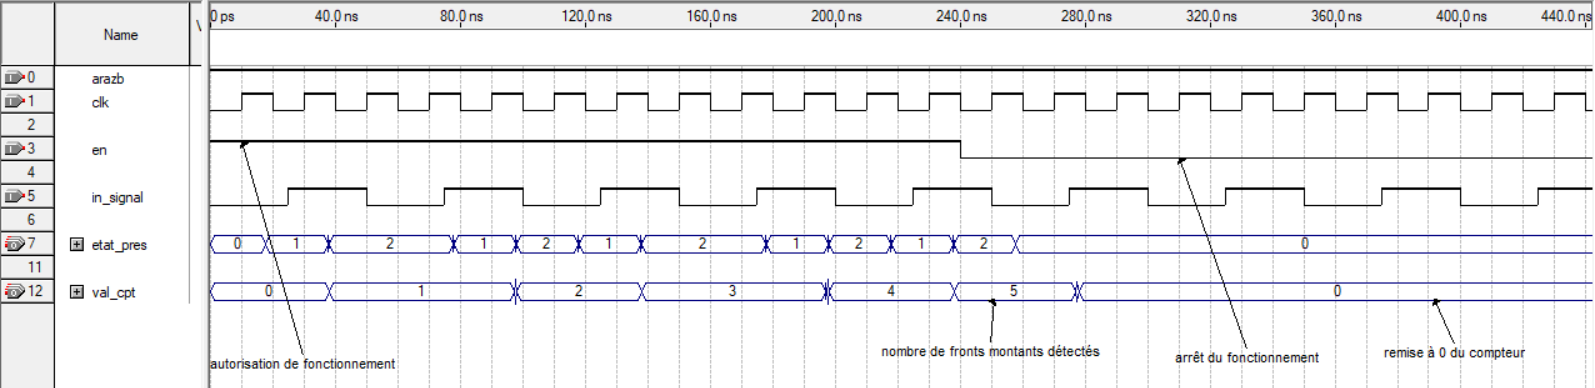 Name
V
0 ps 40.0 ns 80.0 ns 120.0 ns 160.0 ns 200.0 ns 240.0 ns 280.0 ns 320.0 ns 360.0 ns 400.0 ns 440.0 ns
0 arazb
1 clk
2
3 en
4
5 in_signal
6
7 etat_pres 0 1 2 1 2 1 2 1 2 1 2 0
11
12 val_cpt 0 1 2 3 4 5 0
autorisation de fonctionnement
nombre de fronts montants détectés
arrêt du fonctionnement
remise à 0 du compteur